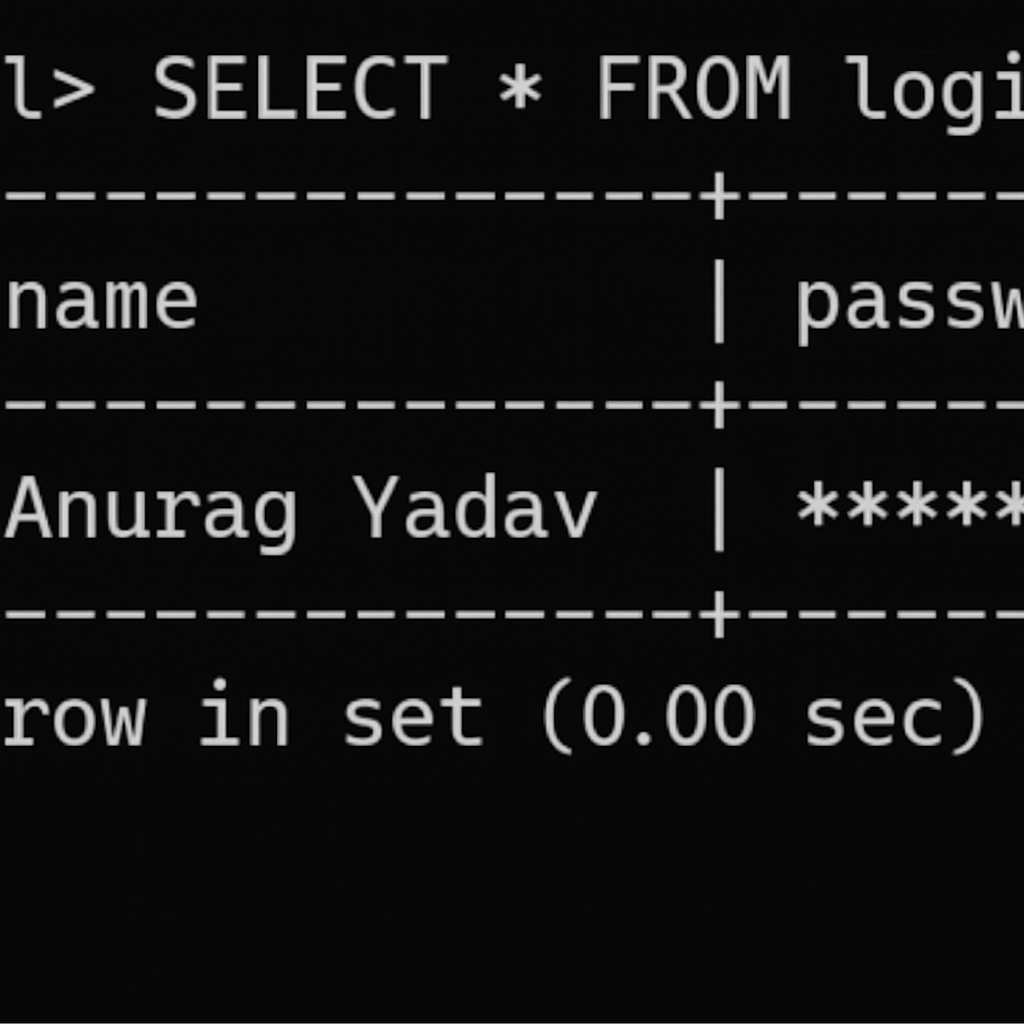 l> SELECT * FROM logi
---------------+------
name           | passw
---------------+------
Anurag Yadav   | *****
---------------+------
row in set (0.00 sec)